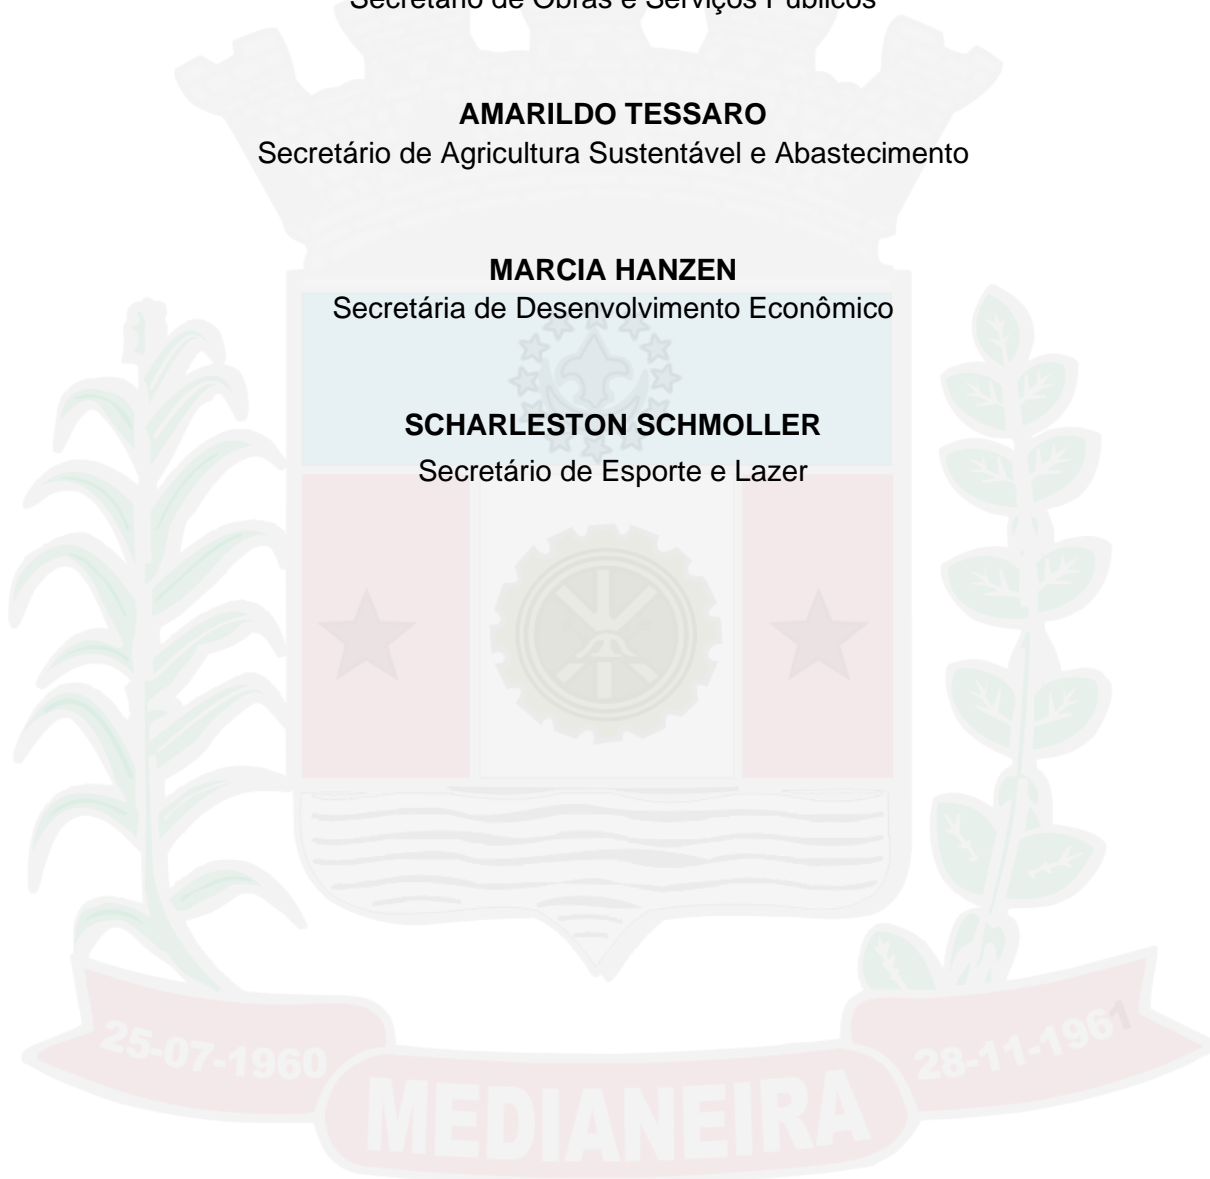 Secretário de Obras e Serviços Públicos
AMARILDO TESSARO
Secretário de Agricultura Sustentável e Abastecimento
MARCIA HANZEN
Secretária de Desenvolvimento Econômico
SCHARLESTON SCHMOLLER
Secretário de Esporte e Lazer
25-07-1960
28-11-1961
MEDIANEIRA